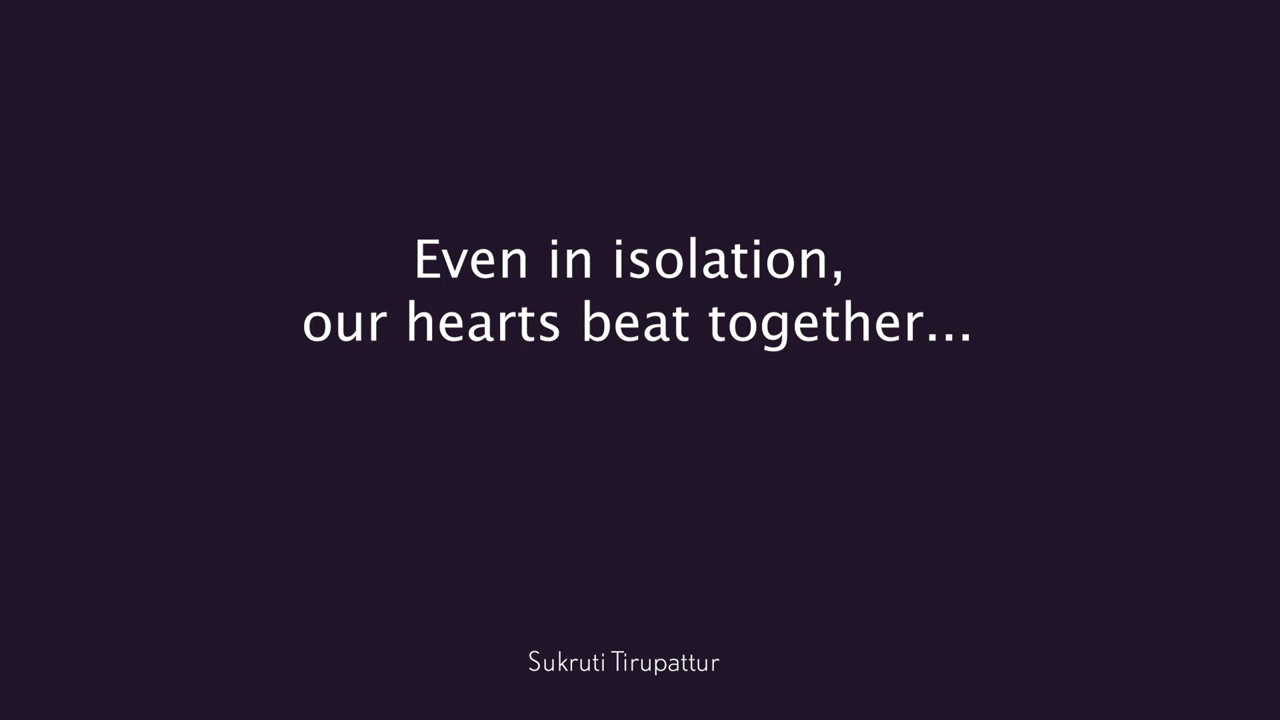 Even in isolation,
our hearts beat together...
Sukruti Tirupattur